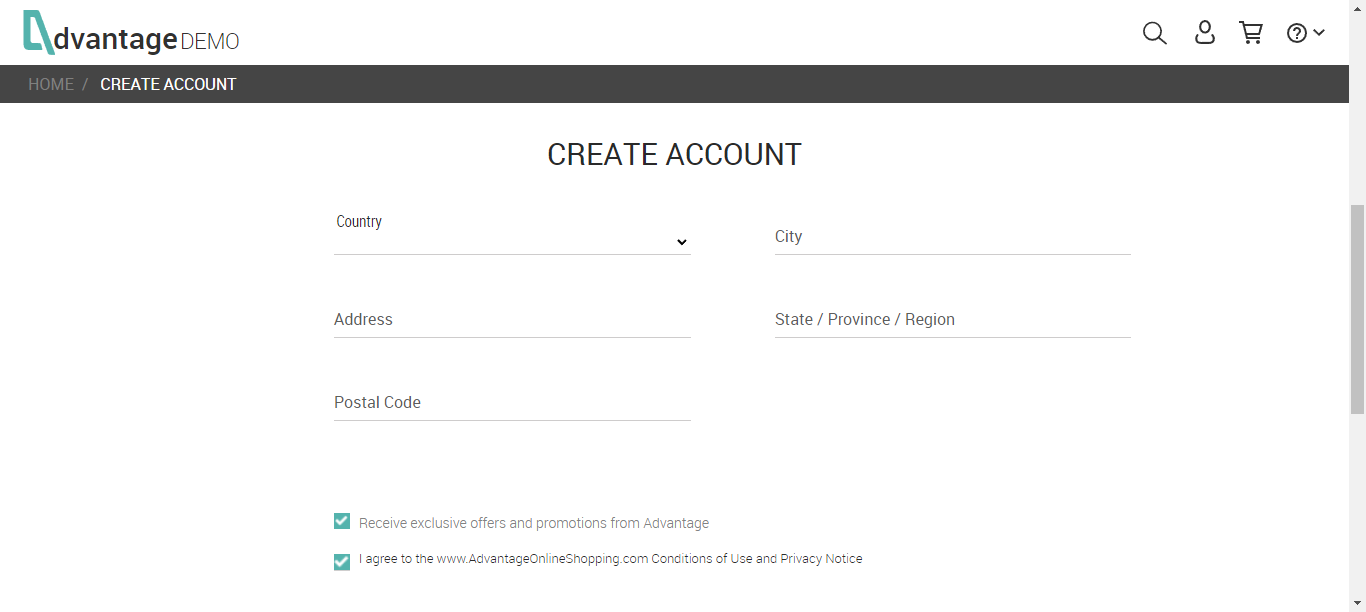 Advantage DEMO
HOME / CREATE ACCOUNT
CREATE ACCOUNT
Country
City
Address
State / Province / Region
Postal Code
Receive exclusive offers and promotions from Advantage
I agree to the www.AdvantageOnlineShopping.com Conditions of Use and Privacy Notice